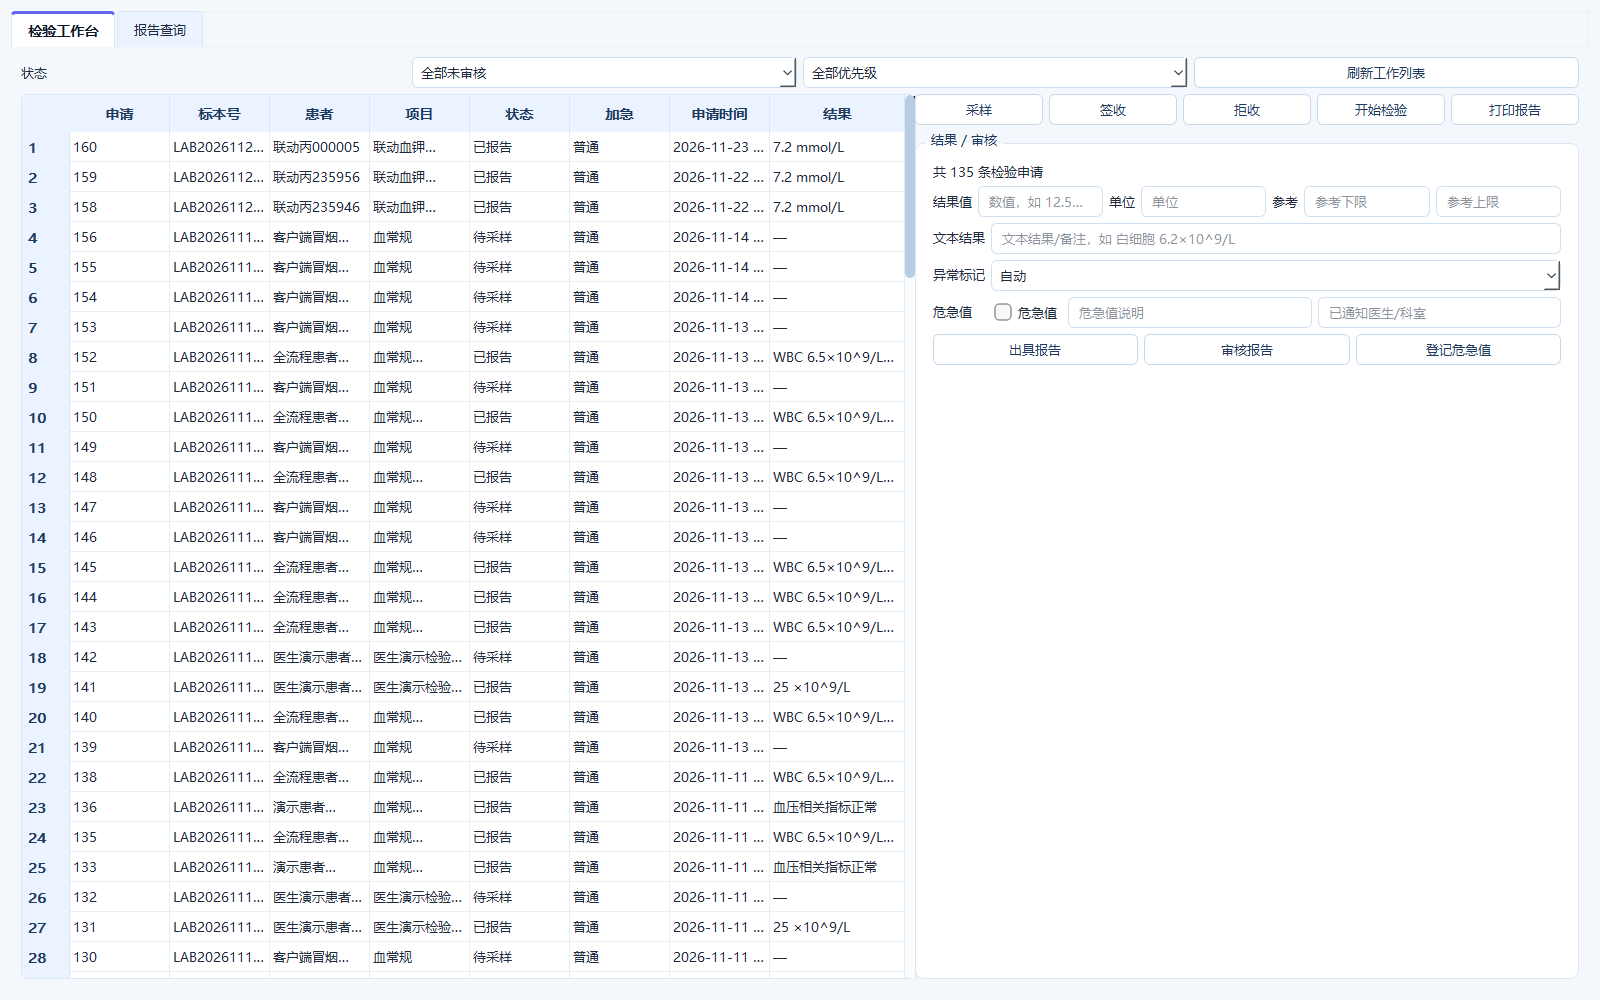 检验工作台 报告查询
状态 全部未审核 全部优先级 刷新工作列表
申请 标本号 患者 项目 状态 加急 申请时间 结果
1 160 LAB2026112... 联动丙000005 联动血钾... 已报告 普通 2026-11-23 ... 7.2 mmol/L
2 159 LAB2026112... 联动丙235956 联动血钾... 已报告 普通 2026-11-22 ... 7.2 mmol/L
3 158 LAB2026112... 联动丙235946 联动血钾... 已报告 普通 2026-11-22 ... 7.2 mmol/L
4 156 LAB2026111... 客户端冒烟... 血常规 待采样 普通 2026-11-14 ... —
5 155 LAB2026111... 客户端冒烟... 血常规 待采样 普通 2026-11-14 ... —
6 154 LAB2026111... 客户端冒烟... 血常规 待采样 普通 2026-11-14 ... —
7 153 LAB2026111... 客户端冒烟... 血常规 待采样 普通 2026-11-13 ... —
8 152 LAB2026111... 全流程患者... 血常规... 已报告 普通 2026-11-13 ... WBC 6.5×10^9/L...
9 151 LAB2026111... 客户端冒烟... 血常规 待采样 普通 2026-11-13 ... —
10 150 LAB2026111... 全流程患者... 血常规... 已报告 普通 2026-11-13 ... WBC 6.5×10^9/L...
11 149 LAB2026111... 客户端冒烟... 血常规 待采样 普通 2026-11-13 ... —
12 148 LAB2026111... 全流程患者... 血常规... 已报告 普通 2026-11-13 ... WBC 6.5×10^9/L...
13 147 LAB2026111... 客户端冒烟... 血常规 待采样 普通 2026-11-13 ... —
14 146 LAB2026111... 客户端冒烟... 血常规 待采样 普通 2026-11-13 ... —
15 145 LAB2026111... 全流程患者... 血常规... 已报告 普通 2026-11-13 ... WBC 6.5×10^9/L...
16 144 LAB2026111... 全流程患者... 血常规... 已报告 普通 2026-11-13 ... WBC 6.5×10^9/L...
17 143 LAB2026111... 全流程患者... 血常规... 已报告 普通 2026-11-13 ... WBC 6.5×10^9/L...
18 142 LAB2026111... 医生演示患者... 医生演示检验... 待采样 普通 2026-11-13 ... —
19 141 LAB2026111... 医生演示患者... 医生演示检验... 已报告 普通 2026-11-13 ... 25 ×10^9/L
20 140 LAB2026111... 全流程患者... 血常规... 已报告 普通 2026-11-13 ... WBC 6.5×10^9/L...
21 139 LAB2026111... 客户端冒烟... 血常规 待采样 普通 2026-11-13 ... —
22 138 LAB2026111... 全流程患者... 血常规... 已报告 普通 2026-11-11 ... WBC 6.5×10^9/L...
23 136 LAB2026111... 演示患者... 血常规... 已报告 普通 2026-11-11 ... 血压相关指标正常
24 135 LAB2026111... 全流程患者... 血常规... 已报告 普通 2026-11-11 ... WBC 6.5×10^9/L...
25 133 LAB2026111... 演示患者... 血常规... 已报告 普通 2026-11-11 ... 血压相关指标正常
26 132 LAB2026111... 医生演示患者... 医生演示检验... 待采样 普通 2026-11-11 ... —
27 131 LAB2026111... 医生演示患者... 医生演示检验... 已报告 普通 2026-11-11 ... 25 ×10^9/L
28 130 LAB2026111... 客户端冒烟... 血常规 待采样 普通 2026-11-11 ... —
采样 签收 拒收 开始检验 打印报告
结果 / 审核
共 135 条检验申请
结果值 数值，如 12.5... 单位 单位 参考 参考下限 参考上限
文本结果 文本结果/备注，如 白细胞 6.2×10^9/L
异常标记 自动
危急值 危急值 危急值说明 已通知医生/科室
出具报告 审核报告 登记危急值